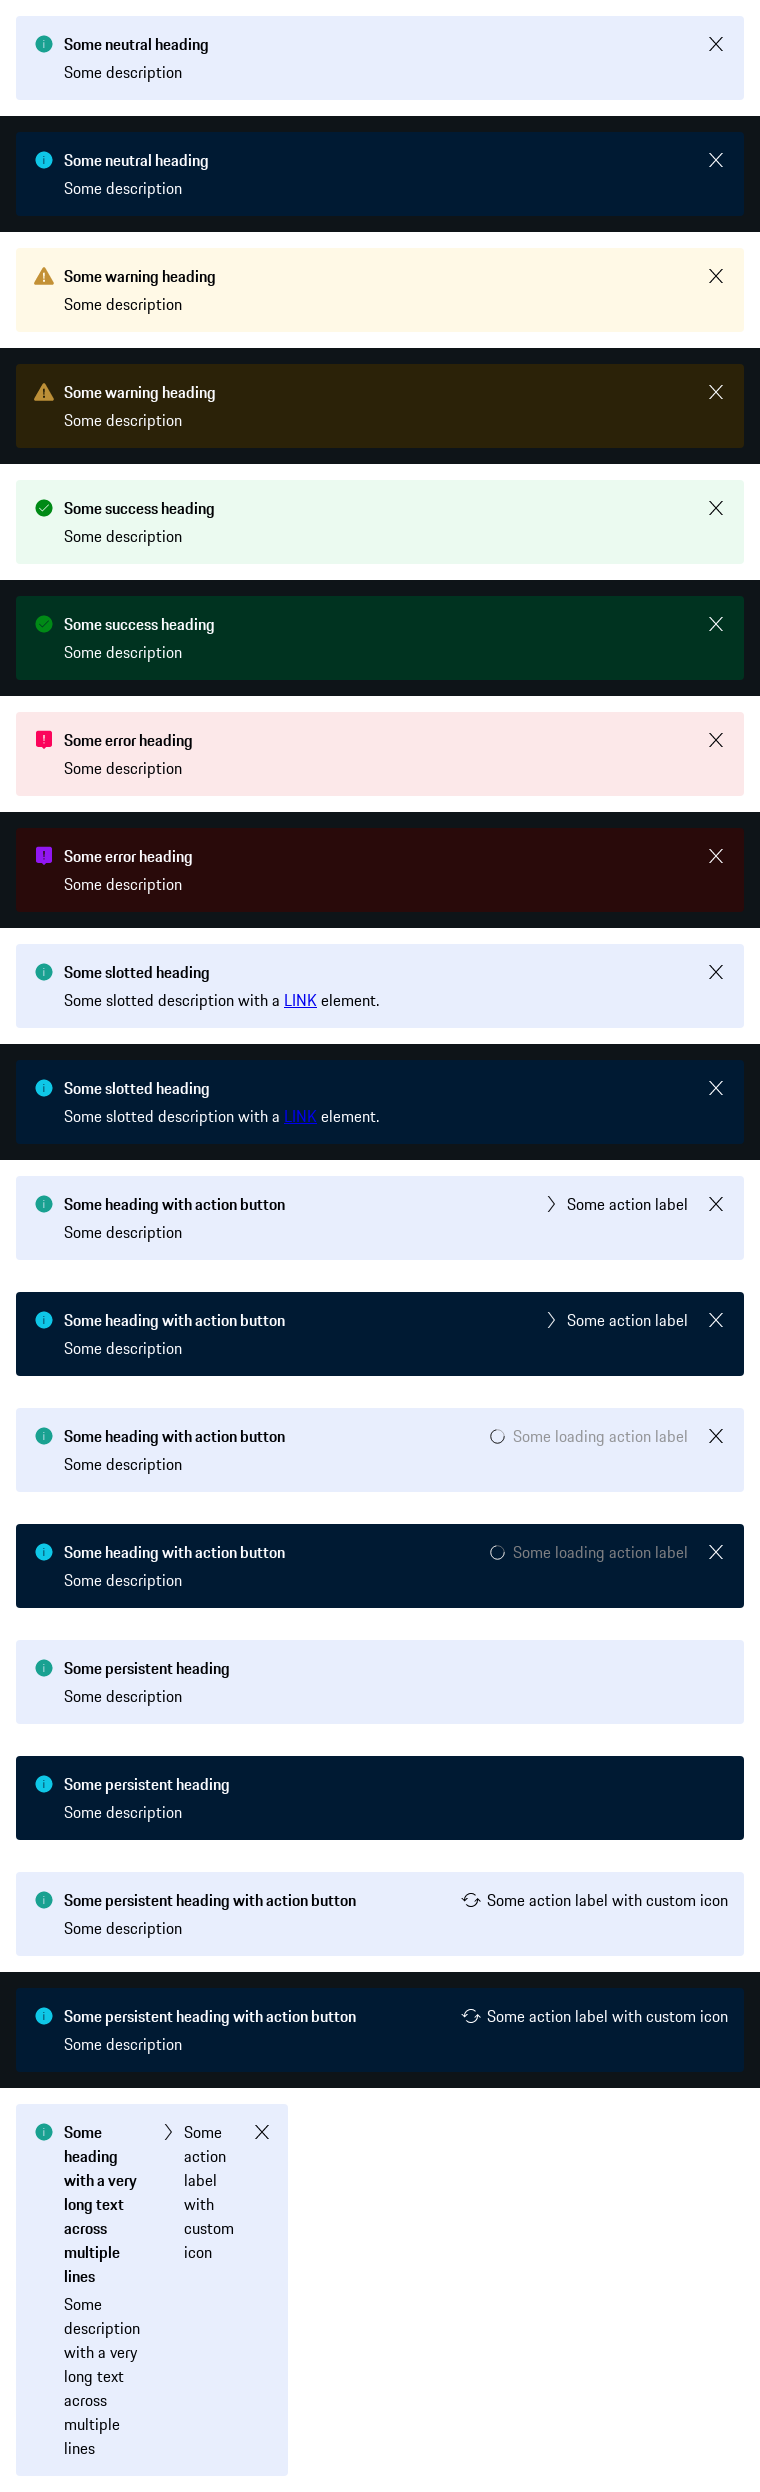 Some neutral heading
Some description
Some neutral heading
Some description
Some warning heading
Some description
Some warning heading
Some description
Some success heading
Some description
Some success heading
Some description
Some error heading
Some description
Some error heading
Some description
Some slotted heading
Some slotted description with a LINK element.
Some slotted heading
Some slotted description with a LINK element.
Some heading with action button
Some action label
Some description
Some heading with action button
Some action label
Some description
Some heading with action button
Some loading action label
Some description
Some heading with action button
Some loading action label
Some description
Some persistent heading
Some description
Some persistent heading
Some description
Some persistent heading with action button
Some action label with custom icon
Some description
Some persistent heading with action button
Some action label with custom icon
Some description
Some
heading
with a very
long text
across
multiple
lines
Some
description
with a very
long text
across
multiple
lines
Some
action
label
with
custom
icon